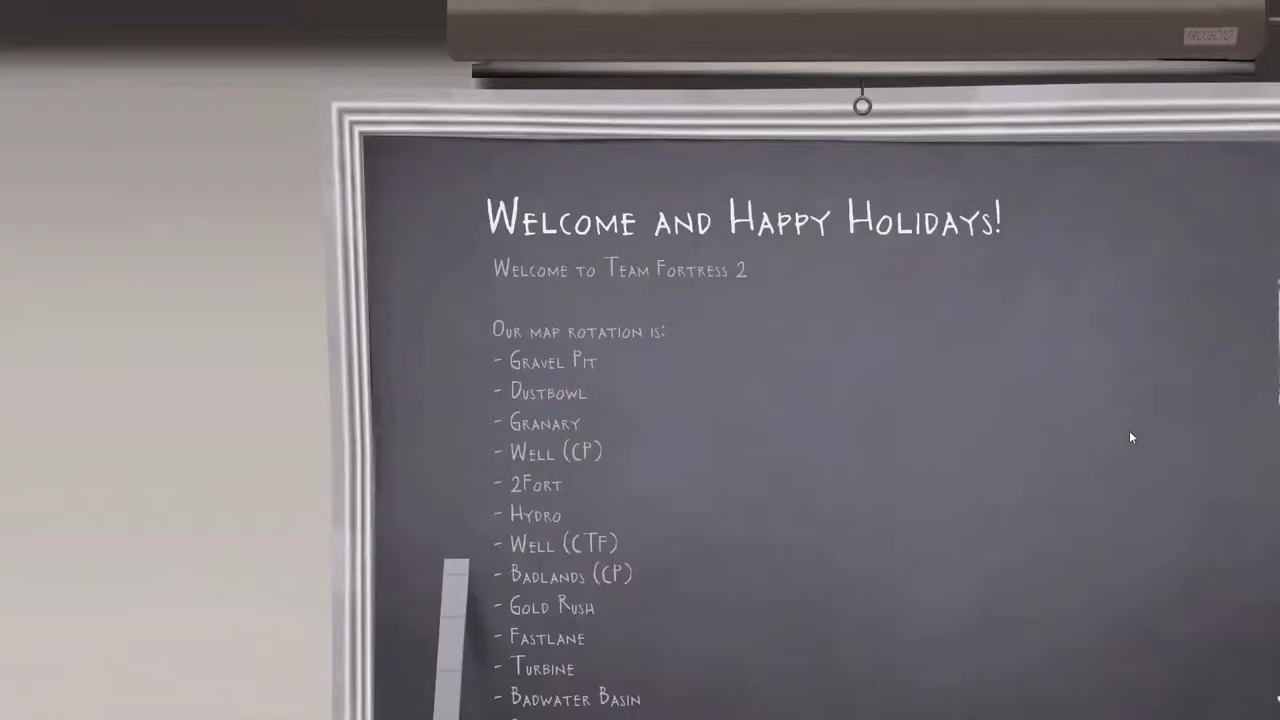 Welcome and Happy Holidays!
Welcome to Team Fortress 2
Our map rotation is:
- Gravel Pit
- Dustbowl
- Granary
- Well (CP)
- 2Fort
- Hydro
- Well (CTF)
- Badlands (CP)
- Gold Rush
- Fastlane
- Turbine
- Badwater Basin